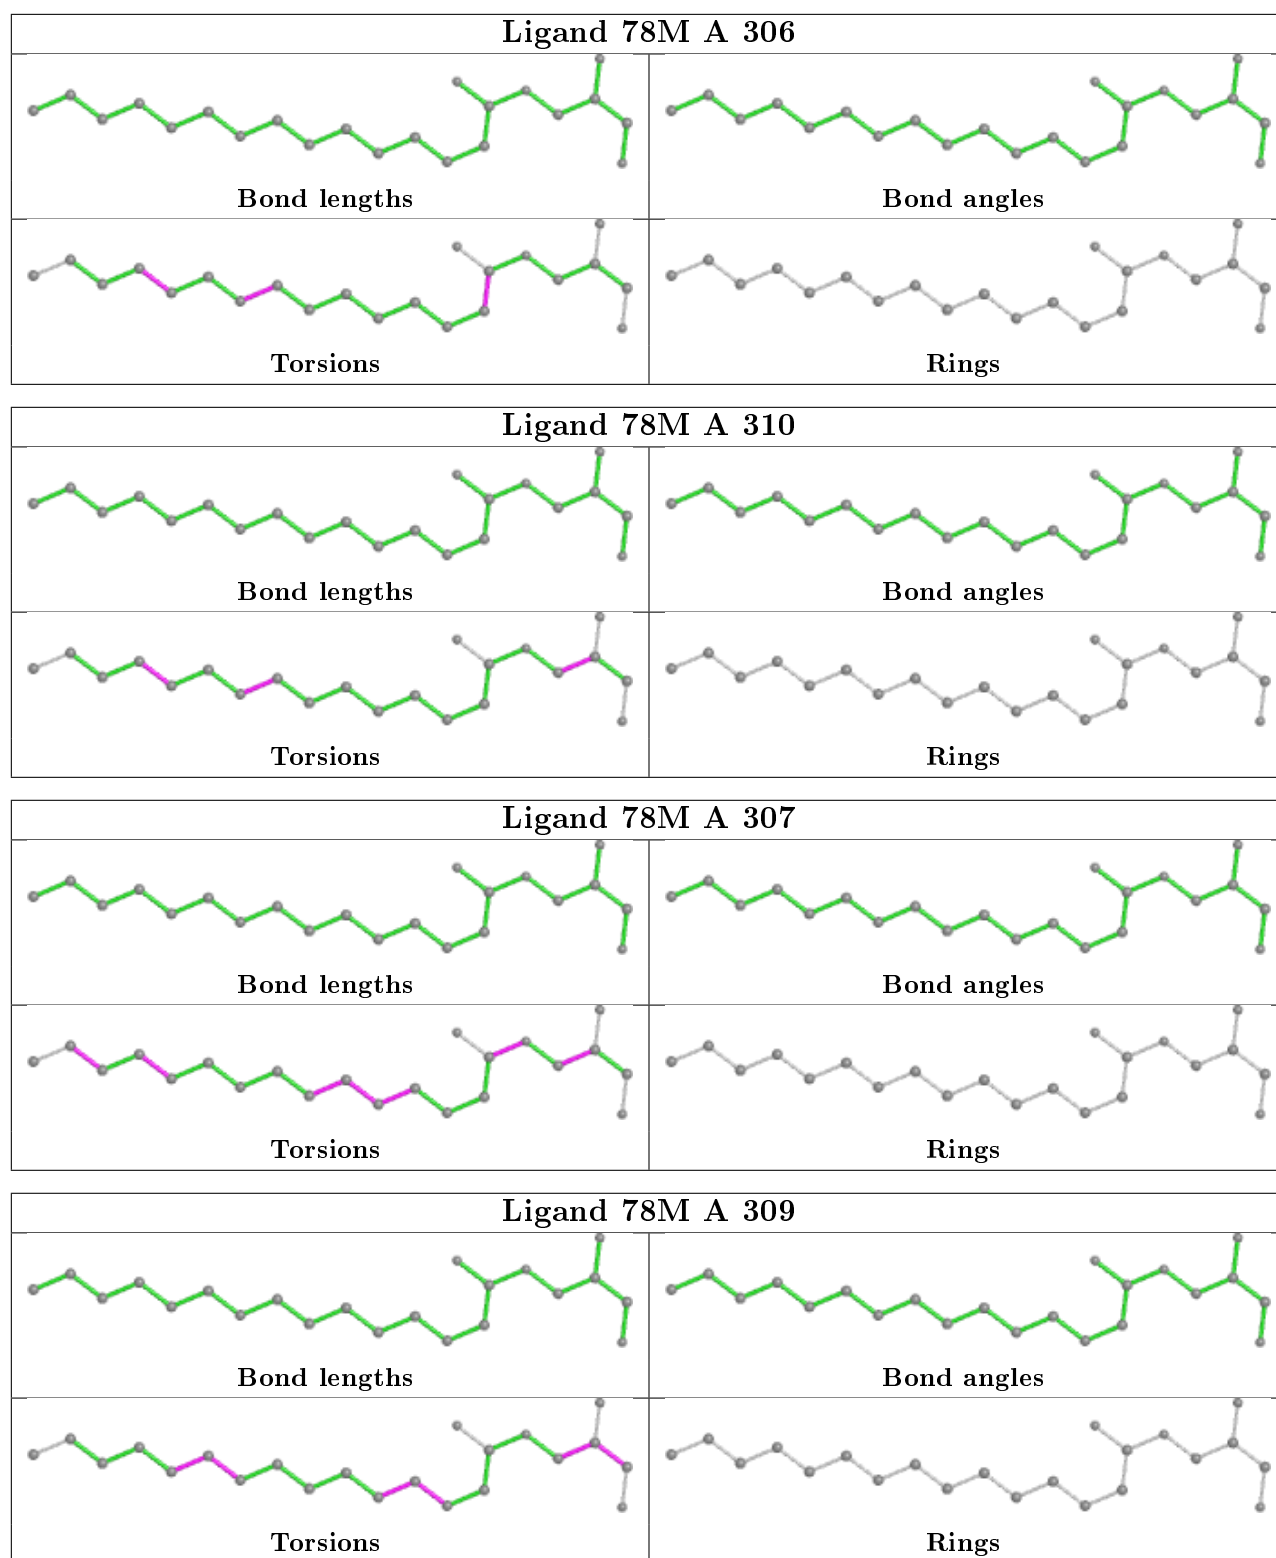 Ligand 78M A 306
Bond lengths
Bond angles
Torsions
Rings
Ligand 78M A 310
Bond lengths
Bond angles
Torsions
Rings
Ligand 78M A 307
Bond lengths
Bond angles
Torsions
Rings
Ligand 78M A 309
Bond lengths
Bond angles
Torsions
Rings